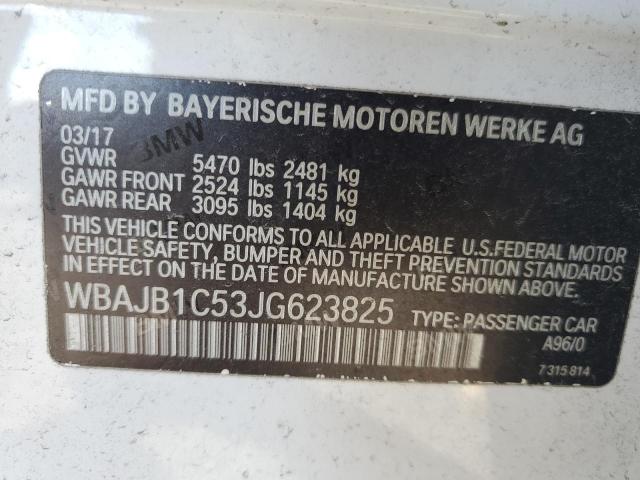 MFD BY BAYERISCHE MOTOREN WERKE AG
03/17
BMW
GVWR 5470 lbs 2481 kg
GAWR FRONT 2524 lbs 1145 kg
GAWR REAR 3095 lbs 1404 kg
THIS VEHICLE CONFORMS TO ALL APPLICABLE U.S.FEDERAL MOTOR
VEHICLE SAFETY, BUMPER AND THEFT PREVENTION STANDARDS
IN EFFECT ON THE DATE OF MANUFACTURE SHOWN ABOVE.
WBAJB1C53JG623825 TYPE: PASSENGER CAR
A96/0
7 315 814